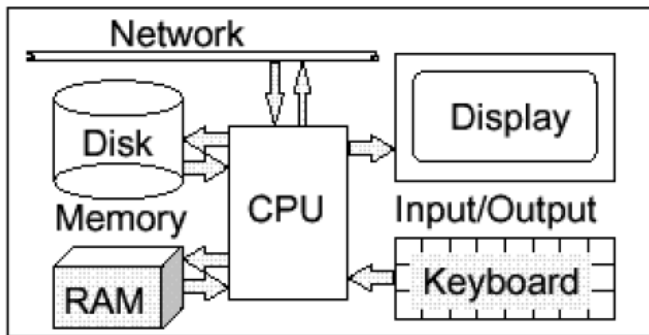 Network
Disk
Display
Memory
CPU
Input/Output
RAM
Keyboard